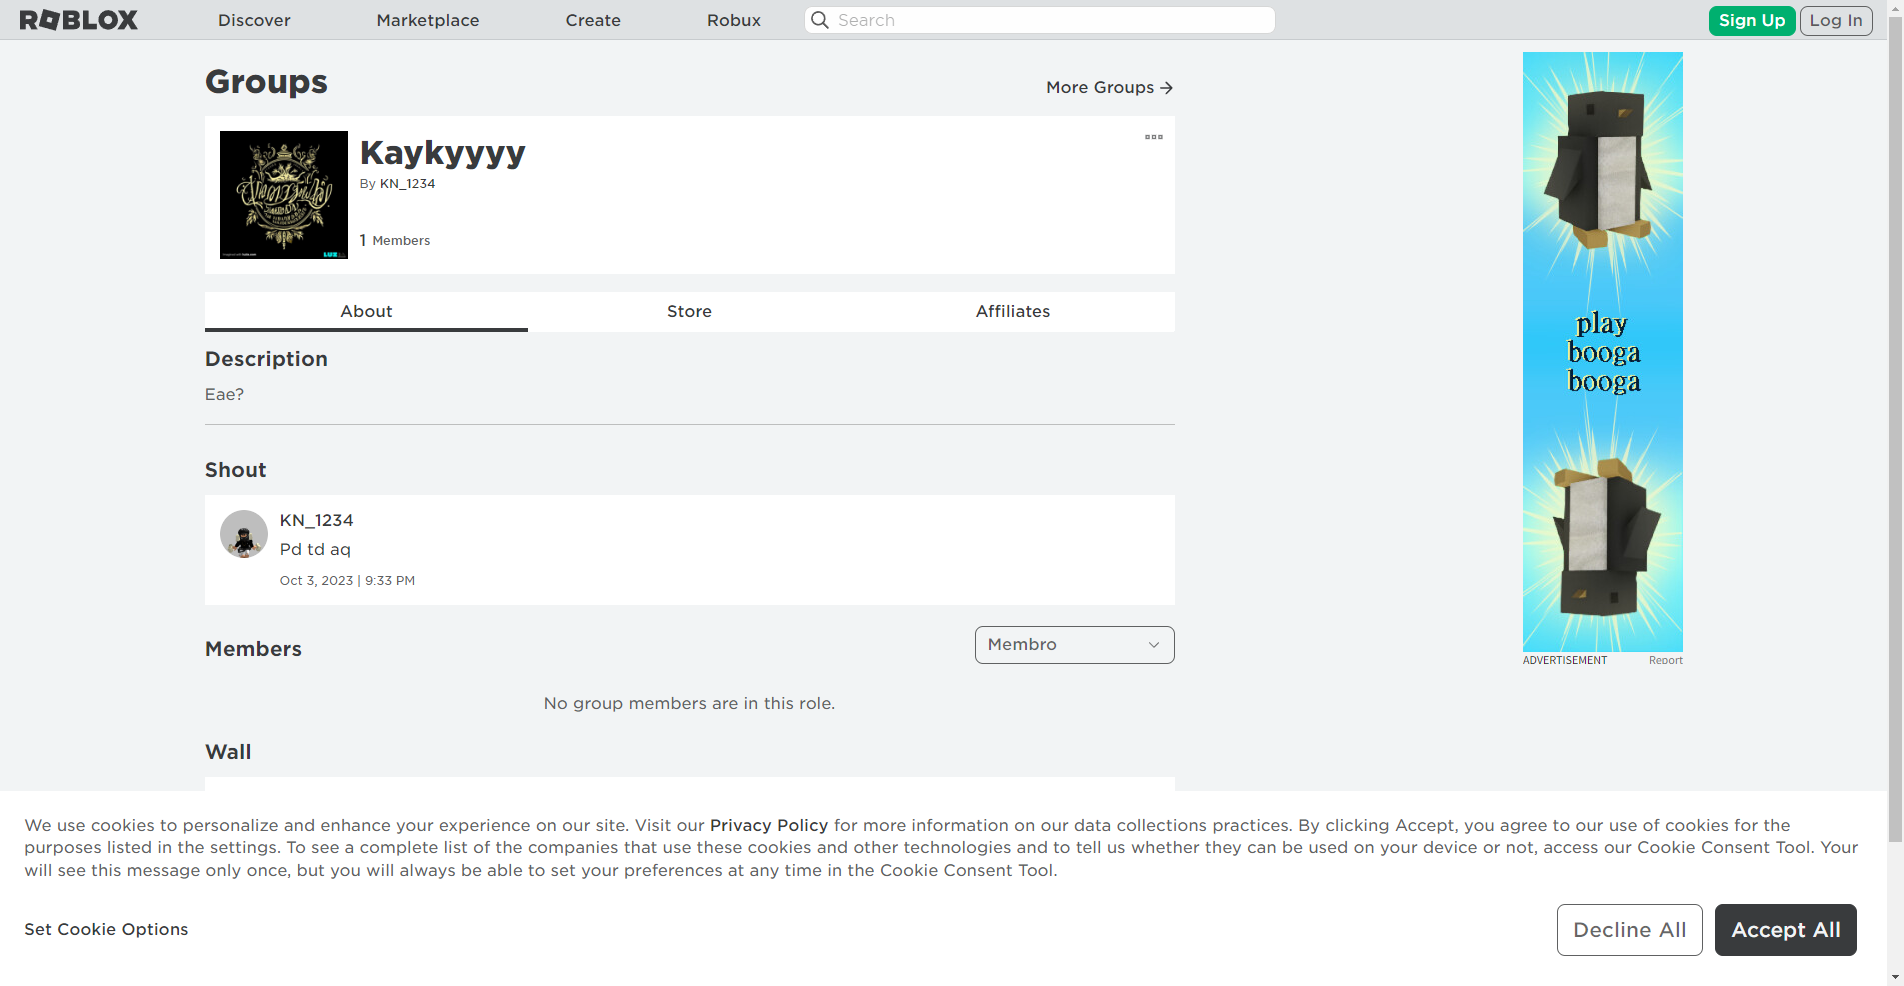 ROBLOX Discover Marketplace Create Robux Search Sign Up Log In
Groups
More Groups
Kaykyyyy
By KN_1234
1 Members
LUZIA
About Store Affiliates
Description
Eae?
Shout
KN_1234
Pd td aq
Oct 3, 2023 | 9:33 PM
Members
Membro
No group members are in this role.
Wall
play
booga
booga
ADVERTISEMENT Report
We use cookies to personalize and enhance your experience on our site. Visit our Privacy Policy for more information on our data collections practices. By clicking Accept, you agree to our use of cookies for the
purposes listed in the settings. To see a complete list of the companies that use these cookies and other technologies and to tell us whether they can be used on your device or not, access our Cookie Consent Tool. Your
will see this message only once, but you will always be able to set your preferences at any time in the Cookie Consent Tool.
Set Cookie Options
Decline All
Accept All